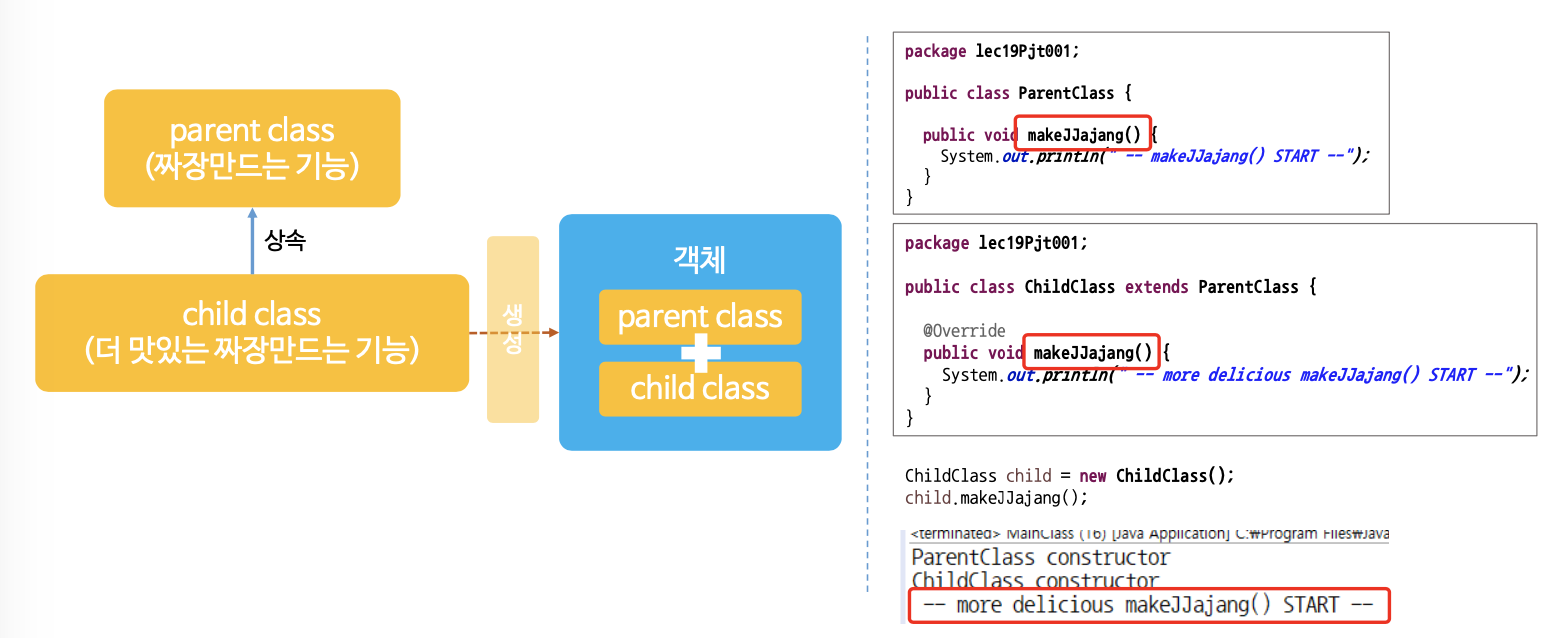 parent class
(짜장만드는 기능)
상속
child class
(더 맛있는 짜장만드는 기능)
생
성
객체
parent class
child class
package lec19Pjt001;
public class ParentClass {
public void makeJJajang() {
System.out.println(" -- makeJJajang() START --");
}
}
package lec19Pjt001;
public class ChildClass extends ParentClass {
@Override
public void makeJJajang() {
System.out.println(" -- more delicious makeJJajang() START --");
}
}
ChildClass child = new ChildClass();
child.makeJJajang();
<terminated> MainClass (16) [Java Application] C:₩Program Files₩Java
ParentClass constructor
ChildClass constructor
-- more delicious makeJJajang() START --